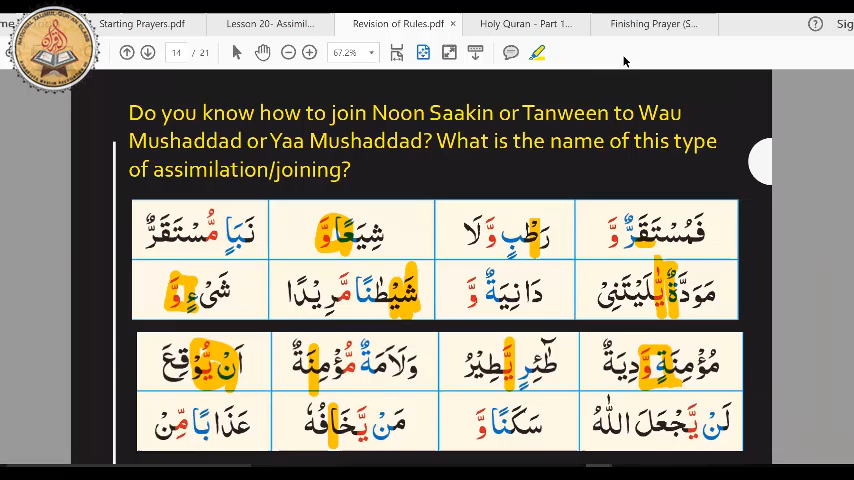 Starting Prayers.pdf Lesson 20- Assimil... Revision of Rules.pdf × Holy Quran - Part 1... Finishing Prayer (S...
14 / 21 67.2%
Do you know how to join Noon Saakin or Tanween to Wau
Mushaddad or Yaa Mushaddad? What is the name of this type
of assimilation/joining?
فَمُسْتَقَرٌّ وَّ رَطْبٍ وَّ لَا شِيَعًا وَّ نَبَاٍ مُّسْتَقَرٌّ
مَوَدَّةٌ يّٰلَيْتَنِىْ دَانِيَةٌ وَّ شَيْطٰنًا مَّرِيْدًا شَىْءٍ وَّ
مُؤْمِنَةٍ وَّدِيَةٌ طٰٓئِرٍ يَّطِيْرُ وَلَاَمَةٌ مُّؤْمِنَةٌ اَنْ يُّوْقِعَ
لَنْ يَّجْعَلَ اللّٰهُ سَكَنًا وَّ مَنْ يَّخَافُهٗ عَذَابًا مِّنْ